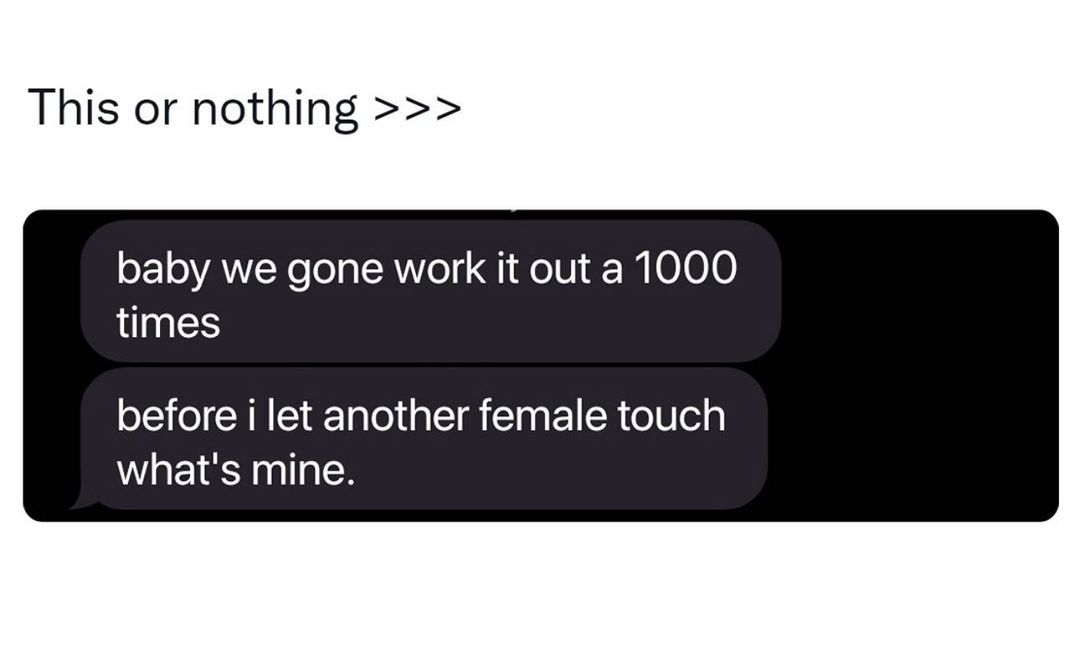 This or nothing >>>
baby we gone work it out a 1000
times
before i let another female touch
what's mine.